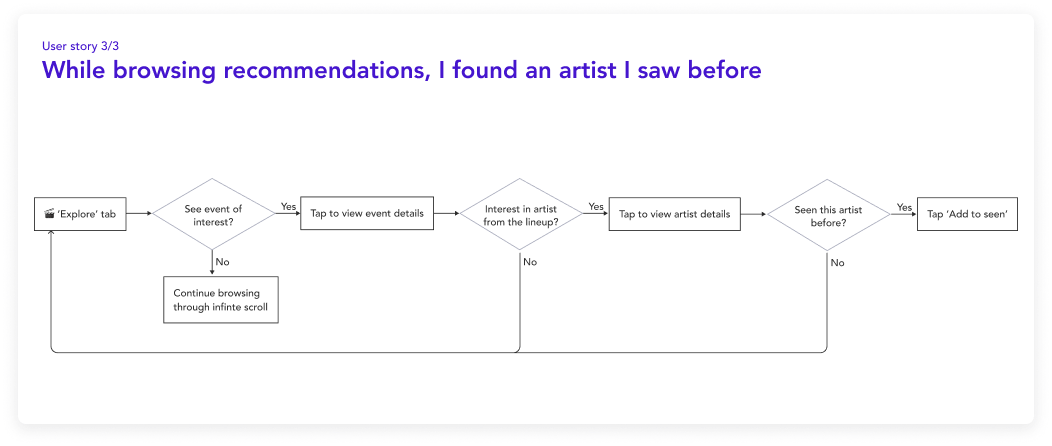 User story 3/3
While browsing recommendations, I found an artist I saw before
‘Explore’ tab
See event of
interest?
Yes
Tap to view event details
Interest in artist
from the lineup?
Yes
Tap to view artist details
Seen this artist
before?
Yes
Tap ‘Add to seen’
No
No
No
Continue browsing
through infinte scroll